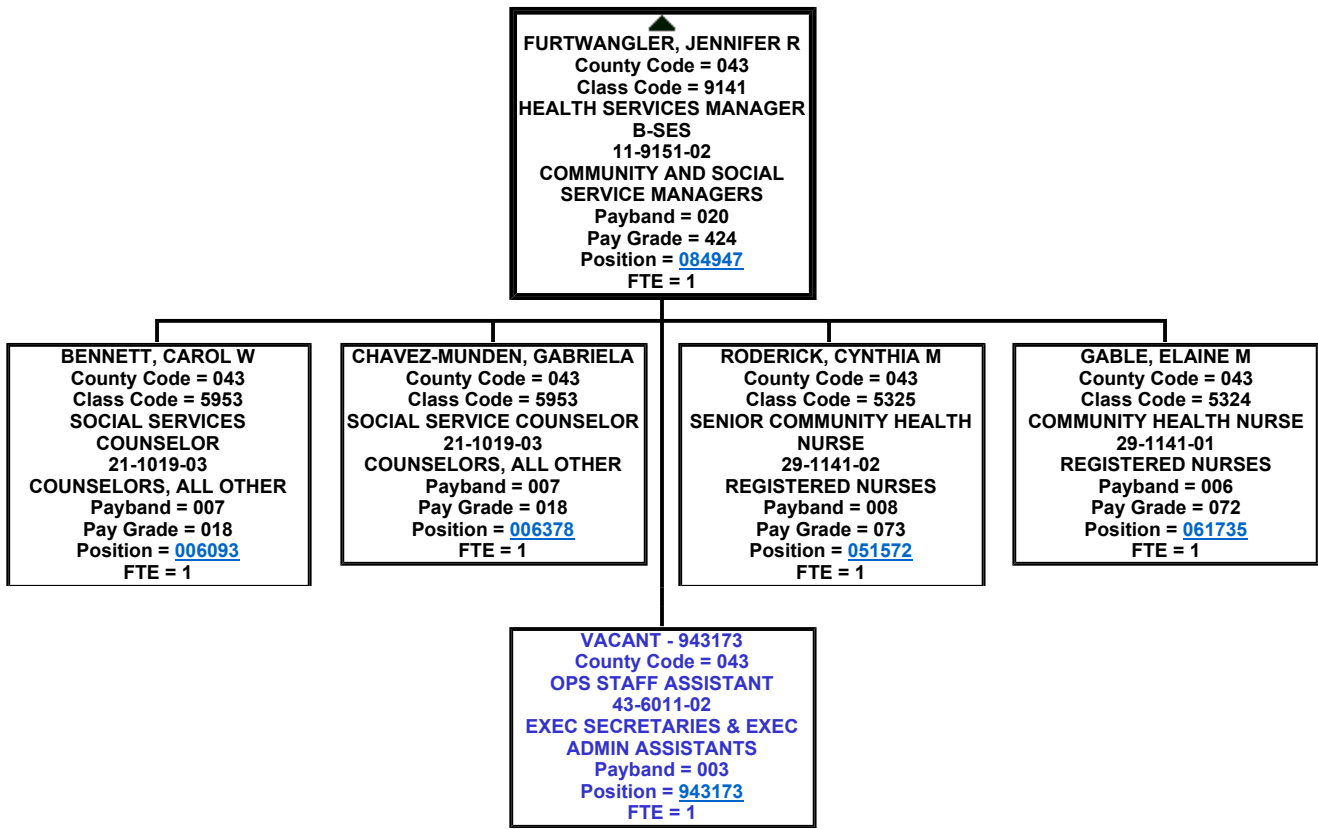 FURTWANGLER, JENNIFER R
County Code = 043
Class Code = 9141
HEALTH SERVICES MANAGER
B-SES
11-9151-02
COMMUNITY AND SOCIAL
SERVICE MANAGERS
Payband = 020
Pay Grade = 424
Position = 084947
FTE = 1
BENNETT, CAROL W
County Code = 043
Class Code = 5953
SOCIAL SERVICES
COUNSELOR
21-1019-03
COUNSELORS, ALL OTHER
Payband = 007
Pay Grade = 018
Position = 006093
FTE = 1
CHAVEZ-MUNDEN, GABRIELA
County Code = 043
Class Code = 5953
SOCIAL SERVICE COUNSELOR
21-1019-03
COUNSELORS, ALL OTHER
Payband = 007
Pay Grade = 018
Position = 006378
FTE = 1
RODERICK, CYNTHIA M
County Code = 043
Class Code = 5325
SENIOR COMMUNITY HEALTH
NURSE
29-1141-02
REGISTERED NURSES
Payband = 008
Pay Grade = 073
Position = 051572
FTE = 1
GABLE, ELAINE M
County Code = 043
Class Code = 5324
COMMUNITY HEALTH NURSE
29-1141-01
REGISTERED NURSES
Payband = 006
Pay Grade = 072
Position = 061735
FTE = 1
VACANT - 943173
County Code = 043
OPS STAFF ASSISTANT
43-6011-02
EXEC SECRETARIES & EXEC
ADMIN ASSISTANTS
Payband = 003
Position = 943173
FTE = 1